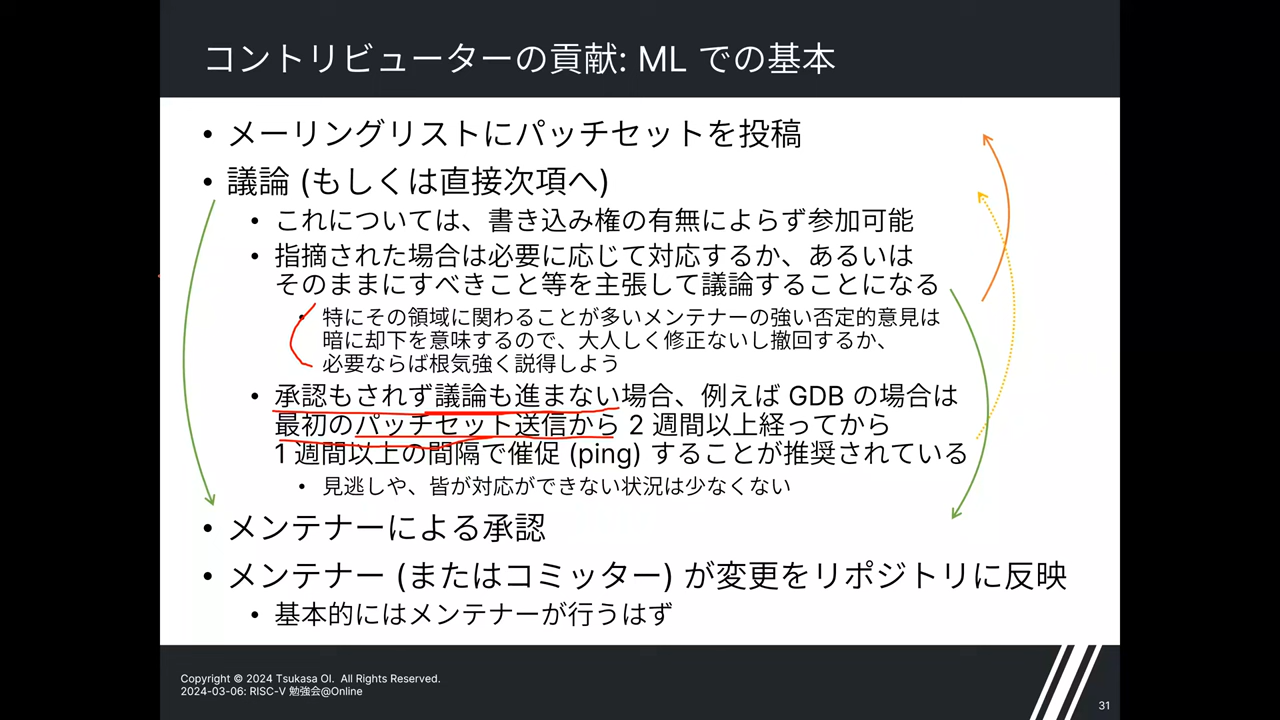 コントリビューターの貢献: ML での基本
• メーリングリストにパッチセットを投稿
• 議論 (もしくは直接次項へ)
• これについては、書き込み権の有無によらず参加可能
• 指摘された場合は必要に応じて対応するか、あるいは
そのままにすべきこと等を主張して議論することになる
• 特にその領域に関わることが多いメンテナーの強い否定的意見は
暗に却下を意味するので、大人しく修正ないし撤回するか、
必要ならば根気強く説得しよう
• 承認もされず議論も進まない場合、例えば GDB の場合は
最初のパッチセット送信から 2 週間以上経ってから
1 週間以上の間隔で催促 (ping) することが推奨されている
• 見逃しや、皆が対応ができない状況は少なくない
• メンテナーによる承認
• メンテナー (またはコミッター) が変更をリポジトリに反映
• 基本的にはメンテナーが行うはず
Copyright © 2024 Tsukasa OI. All Rights Reserved.
2024-03-06: RISC-V 勉強会@Online
31